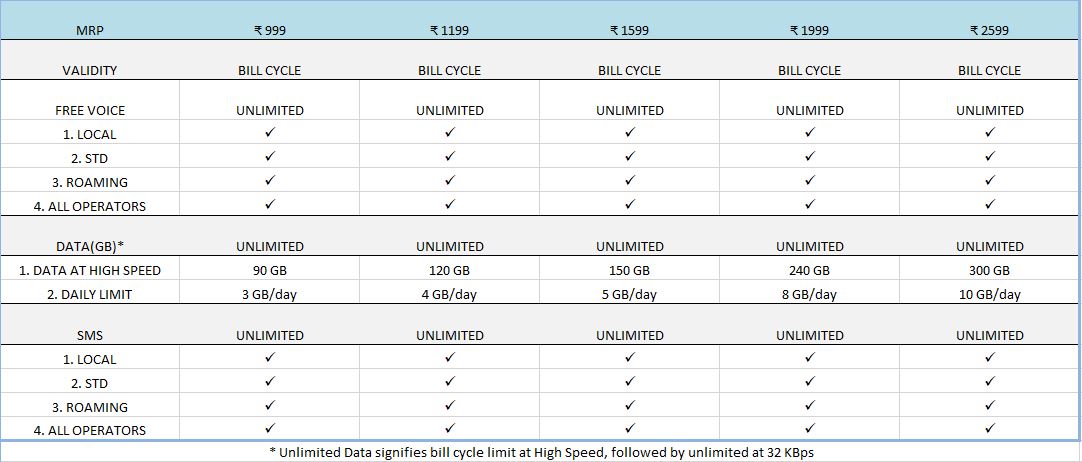 MRP ₹ 999 ₹ 1199 ₹ 1599 ₹ 1999 ₹ 2599
VALIDITY BILL CYCLE BILL CYCLE BILL CYCLE BILL CYCLE BILL CYCLE
FREE VOICE UNLIMITED UNLIMITED UNLIMITED UNLIMITED UNLIMITED
1. LOCAL ✓ ✓ ✓ ✓ ✓
2. STD ✓ ✓ ✓ ✓ ✓
3. ROAMING ✓ ✓ ✓ ✓ ✓
4. ALL OPERATORS ✓ ✓ ✓ ✓ ✓
DATA(GB)* UNLIMITED UNLIMITED UNLIMITED UNLIMITED UNLIMITED
1. DATA AT HIGH SPEED 90 GB 120 GB 150 GB 240 GB 300 GB
2. DAILY LIMIT 3 GB/day 4 GB/day 5 GB/day 8 GB/day 10 GB/day
SMS UNLIMITED UNLIMITED UNLIMITED UNLIMITED UNLIMITED
1. LOCAL ✓ ✓ ✓ ✓ ✓
2. STD ✓ ✓ ✓ ✓ ✓
3. ROAMING ✓ ✓ ✓ ✓ ✓
4. ALL OPERATORS ✓ ✓ ✓ ✓ ✓
* Unlimited Data signifies bill cycle limit at High Speed, followed by unlimited at 32 KBps